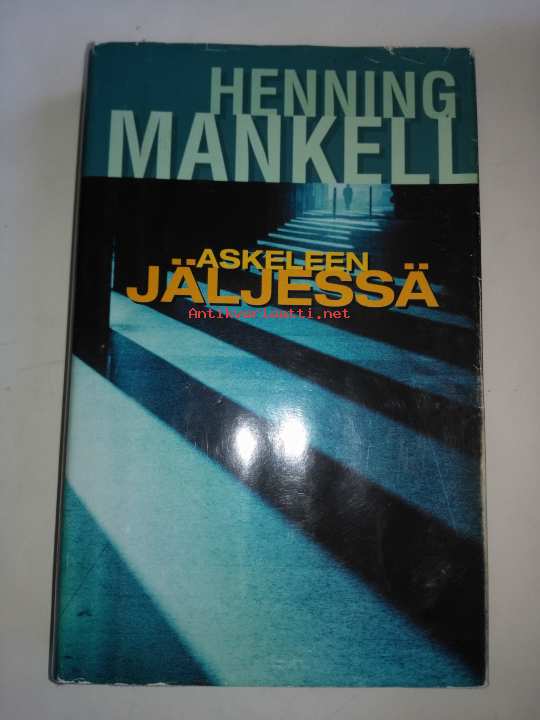 HENNING
MANKELL
ASKELEEN
JÄLJESSÄ
Antikvariaatti.net